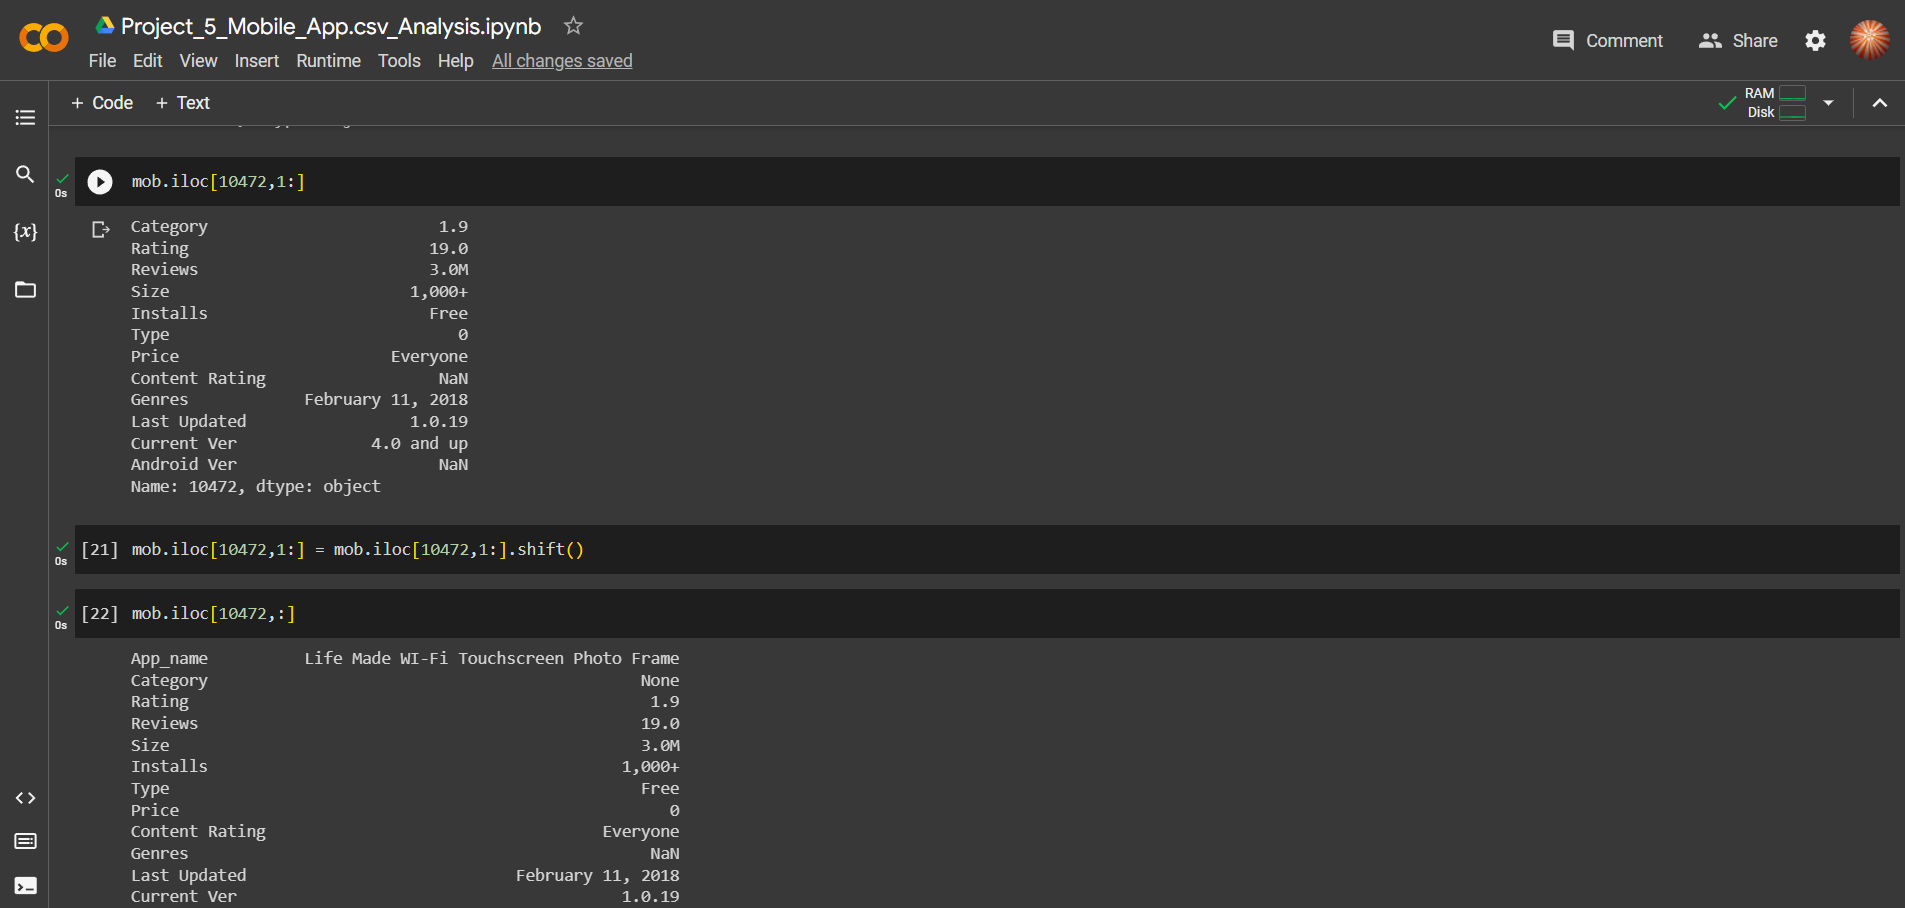 Project_5_Mobile_App.csv_Analysis.ipynb
File Edit View Insert Runtime Tools Help All changes saved
Comment Share
+ Code + Text
RAM
Disk
0s
mob.iloc[10472,1:]
Category 1.9
Rating 19.0
Reviews 3.0M
Size 1,000+
Installs Free
Type 0
Price Everyone
Content Rating NaN
Genres February 11, 2018
Last Updated 1.0.19
Current Ver 4.0 and up
Android Ver NaN
Name: 10472, dtype: object
[21] mob.iloc[10472,1:] = mob.iloc[10472,1:].shift()
0s
[22] mob.iloc[10472,:]
0s
App_name Life Made WI-Fi Touchscreen Photo Frame
Category None
Rating 1.9
Reviews 19.0
Size 3.0M
Installs 1,000+
Type Free
Price 0
Content Rating Everyone
Genres NaN
Last Updated February 11, 2018
Current Ver 1.0.19